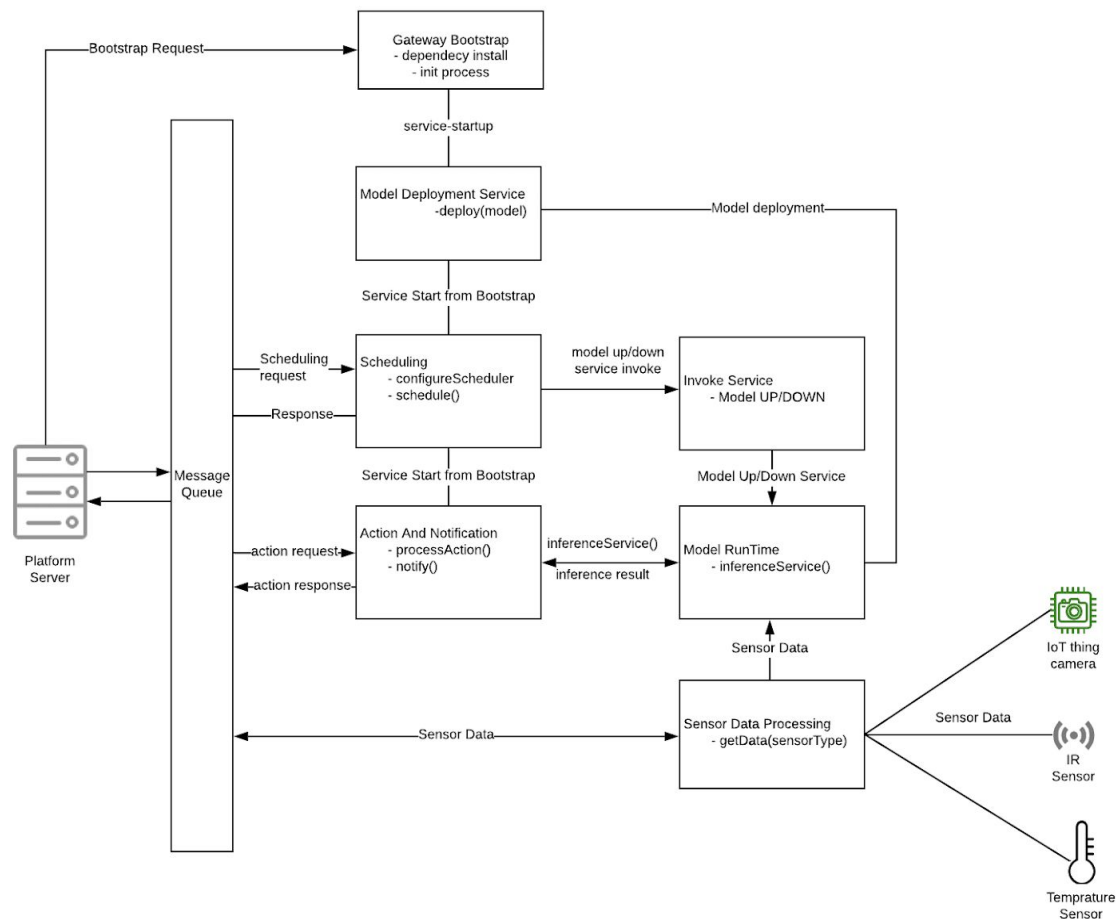 Gateway Bootstrap
- dependecy install
- init process
Bootstrap Request
service-startup
Model Deployment Service
-deploy(model)
Model deployment
Service Start from Bootstrap
Scheduling
request
Scheduling
- configureScheduler
- schedule()
model up/down
service invoke
Invoke Service
- Model UP/DOWN
Response
Service Start from Bootstrap
Model Up/Down Service
Message
Queue
Platform
Server
action request
action response
Action And Notification
- processAction()
- notify()
inferenceService()
inference result
Model RunTime
- inferenceService()
Sensor Data
IoT thing
camera
Sensor Data
Sensor Data Processing
- getData(sensorType)
Sensor Data
IR
Sensor
Temprature
Sensor